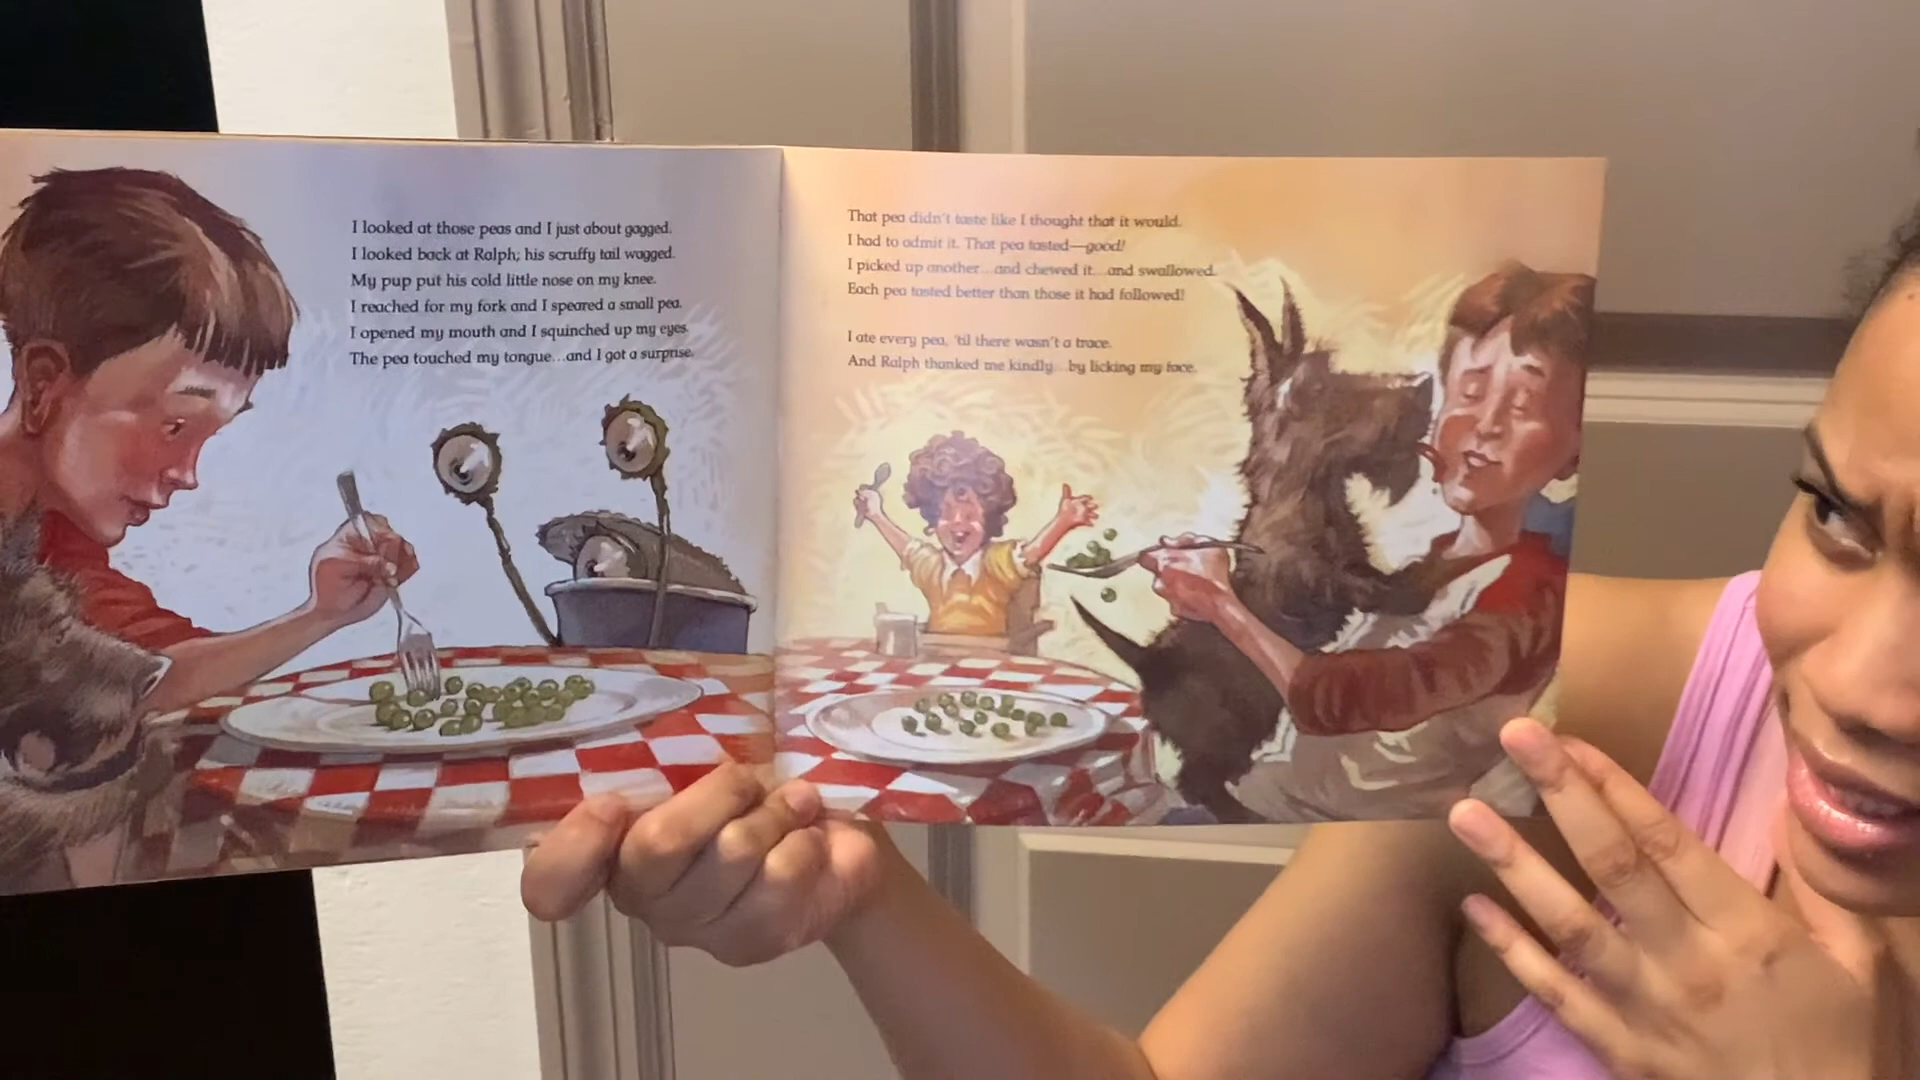 I looked at those peas and I just about gagged.
I looked back at Ralph; his scruffy tail wagged.
My pup put his cold little nose on my knee.
I reached for my fork and I speared a small pea.
I opened my mouth and I squinched up my eyes.
The pea touched my tongue...and I got a surprise.
That pea didn't taste like I thought that it would.
I had to admit it. That pea tasted—good!
I picked up another...and chewed it...and swallowed.
Each pea tasted better than those it had followed!
I ate every pea, 'til there wasn't a trace.
And Ralph thanked me kindly...by licking my face.